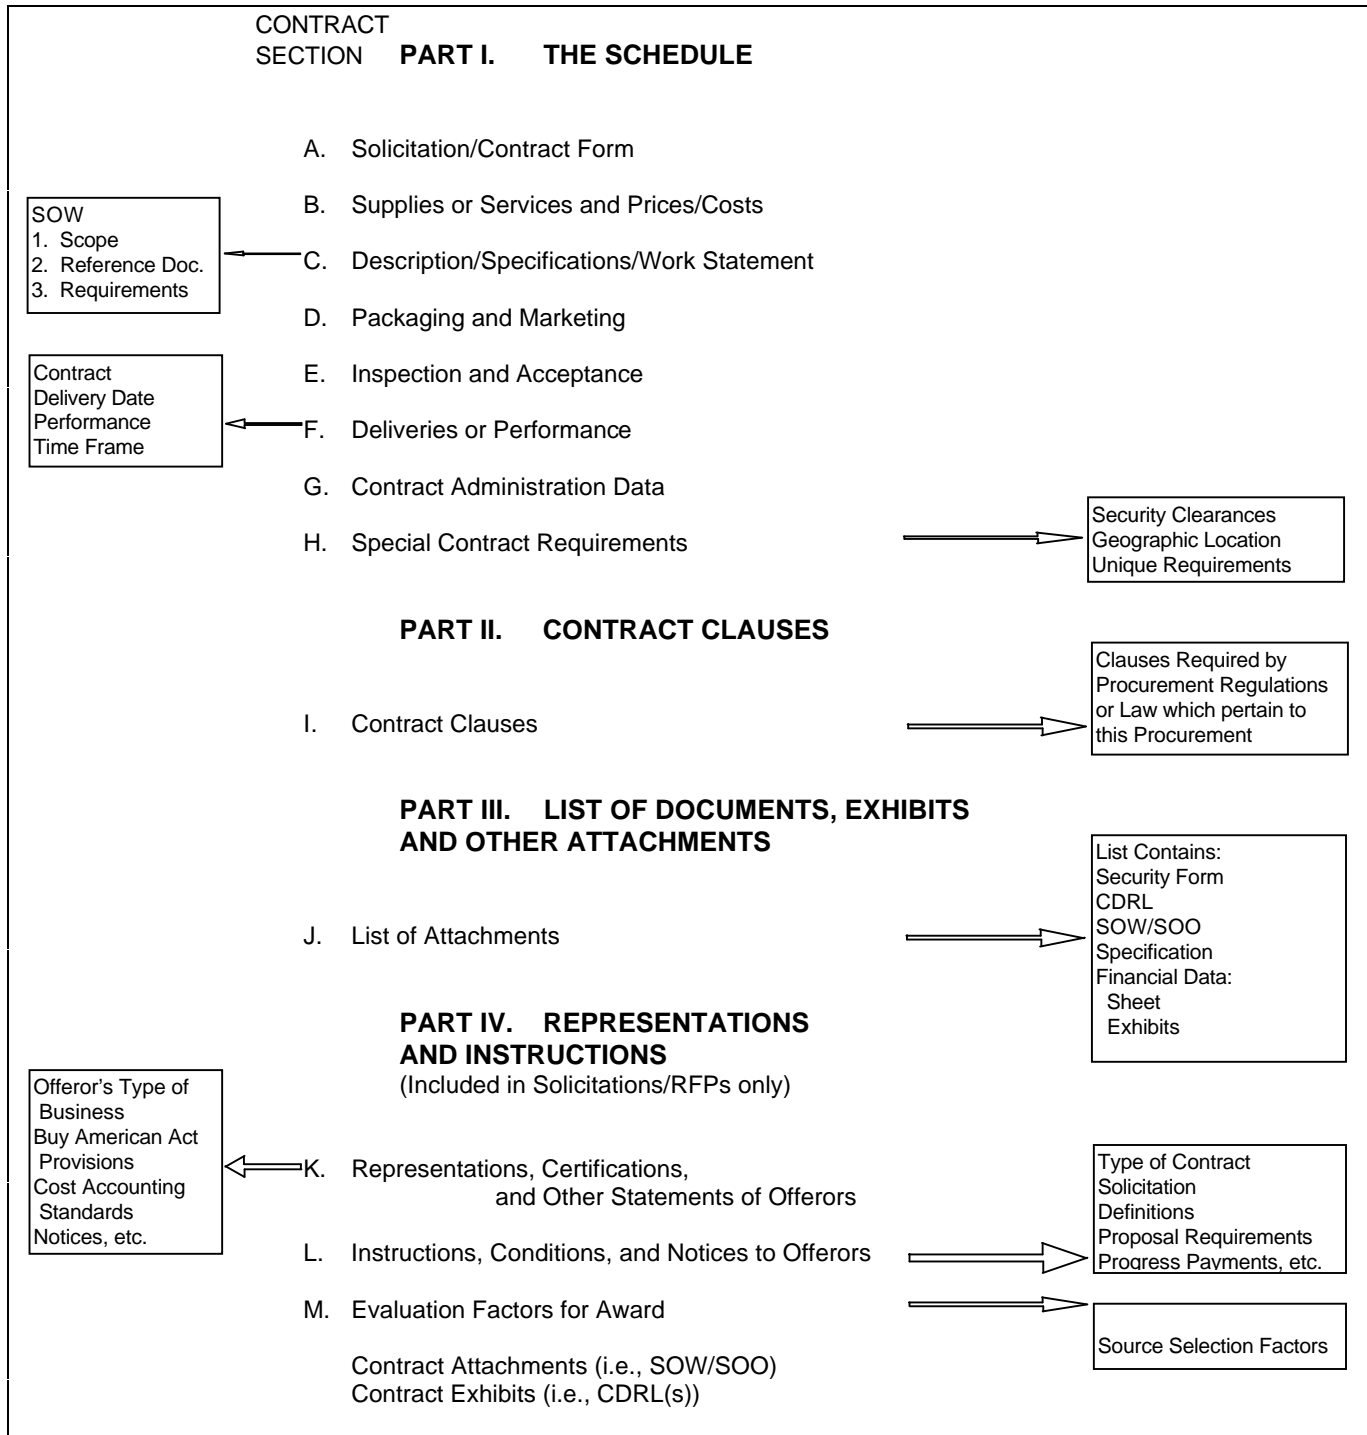 CONTRACT
SECTION PART I. THE SCHEDULE
A. Solicitation/Contract Form
B. Supplies or Services and Prices/Costs
SOW
1. Scope
2. Reference Doc.
3. Requirements
C. Description/Specifications/Work Statement
D. Packaging and Marketing
E. Inspection and Acceptance
Contract
Delivery Date
Performance
Time Frame
F. Deliveries or Performance
G. Contract Administration Data
H. Special Contract Requirements
Security Clearances
Geographic Location
Unique Requirements
PART II. CONTRACT CLAUSES
I. Contract Clauses
Clauses Required by
Procurement Regulations
or Law which pertain to
this Procurement
PART III. LIST OF DOCUMENTS, EXHIBITS
AND OTHER ATTACHMENTS
J. List of Attachments
List Contains:
Security Form
CDRL
SOW/SOO
Specification
Financial Data:
Sheet
Exhibits
PART IV. REPRESENTATIONS
AND INSTRUCTIONS
(Included in Solicitations/RFPs only)
Offeror's Type of
Business
Buy American Act
Provisions
Cost Accounting
Standards
Notices, etc.
K. Representations, Certifications,
and Other Statements of Offerors
L. Instructions, Conditions, and Notices to Offerors
Type of Contract
Solicitation
Definitions
Proposal Requirements
Progress Payments, etc.
M. Evaluation Factors for Award
Source Selection Factors
Contract Attachments (i.e., SOW/SOO)
Contract Exhibits (i.e., CDRL(s))